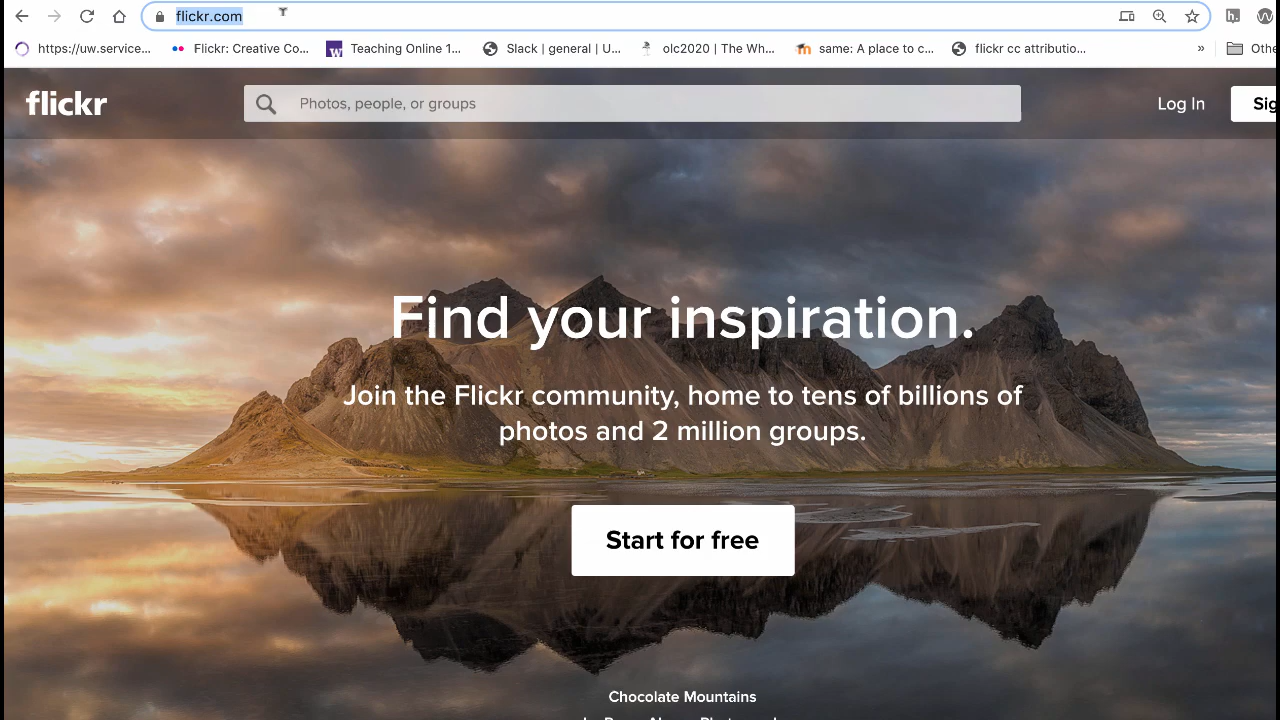 flickr.com
https://uw.service...
Flickr: Creative Co...
Teaching Online 1...
Slack | general | U...
olc2020 | The Wh...
same: A place to c...
flickr cc attributio...
»
Othe
flickr
Photos, people, or groups
Log In
Sig
Find your inspiration.
Join the Flickr community, home to tens of billions of
photos and 2 million groups.
Start for free
Chocolate Mountains